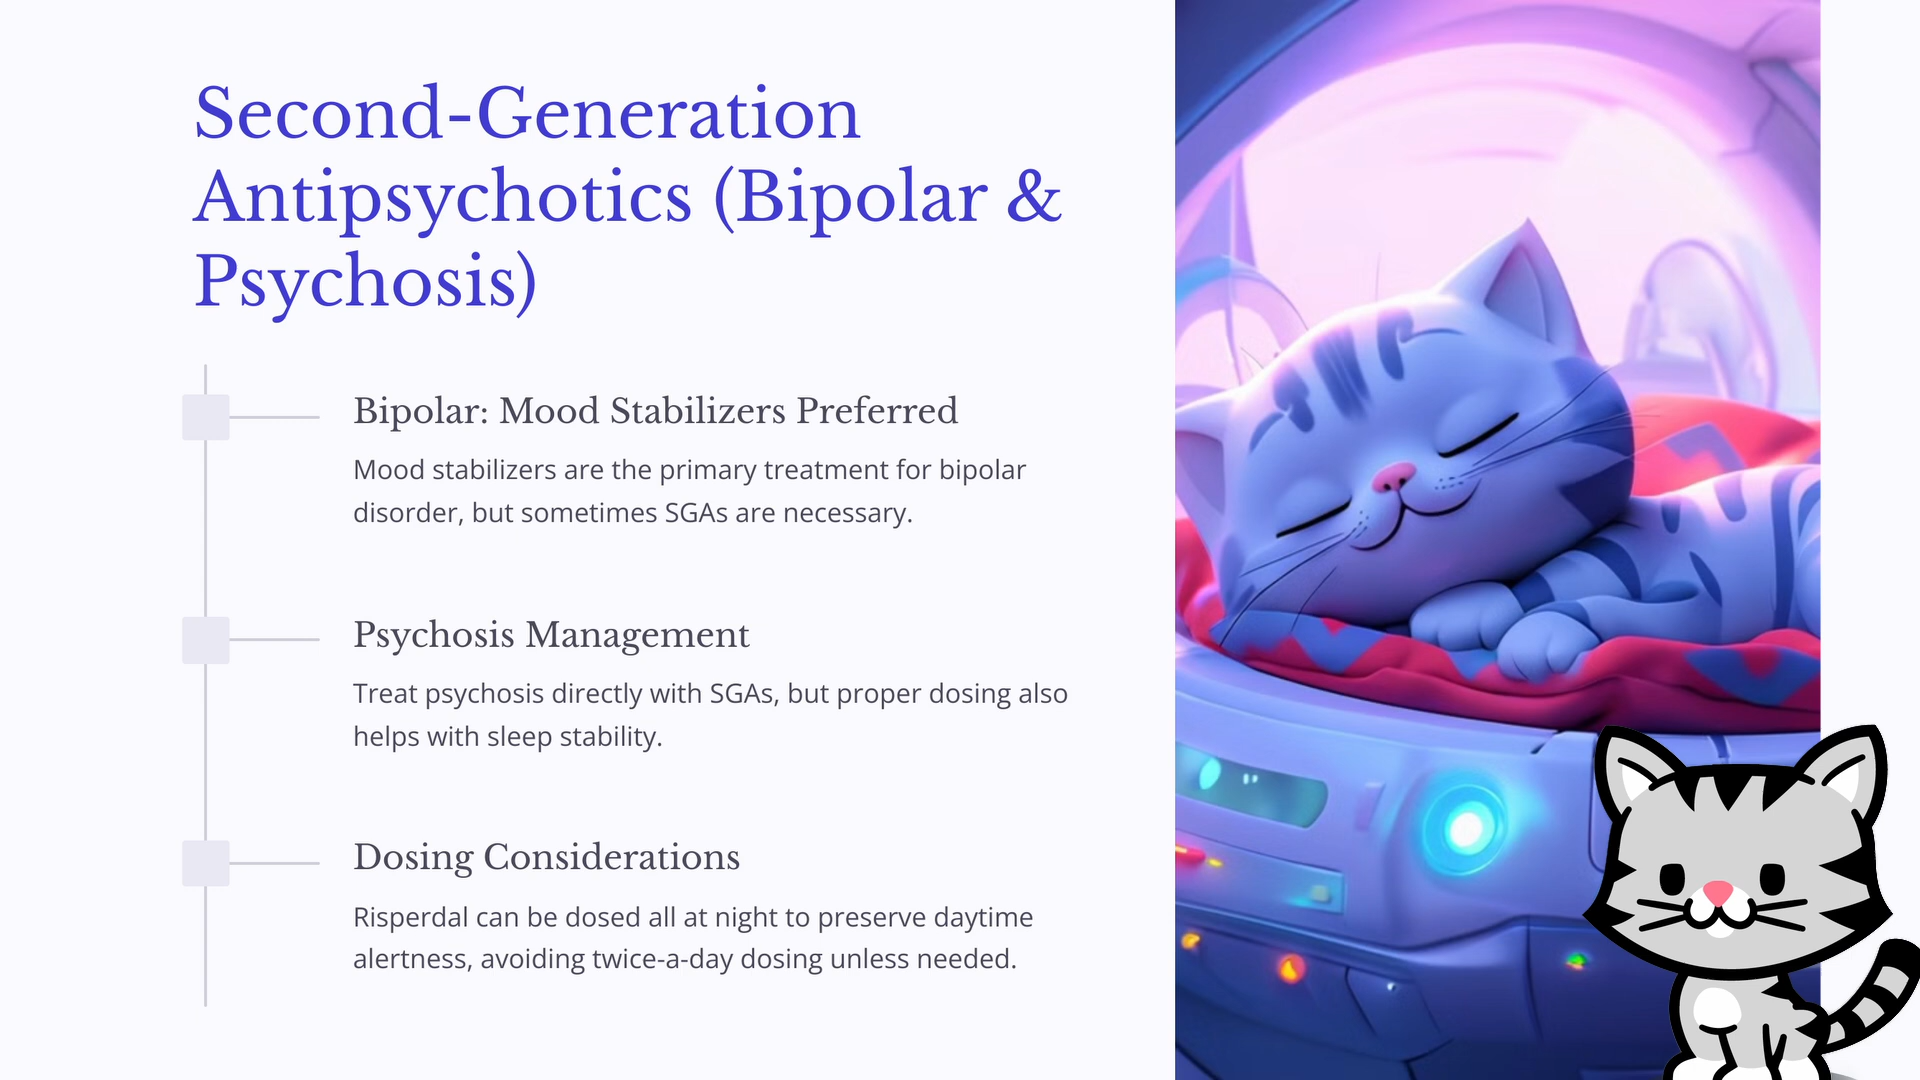 Second-Generation
Antipsychotics (Bipolar &
Psychosis)
Bipolar: Mood Stabilizers Preferred
Mood stabilizers are the primary treatment for bipolar
disorder, but sometimes SGAs are necessary.
Psychosis Management
Treat psychosis directly with SGAs, but proper dosing also
helps with sleep stability.
Dosing Considerations
Risperdal can be dosed all at night to preserve daytime
alertness, avoiding twice-a-day dosing unless needed.